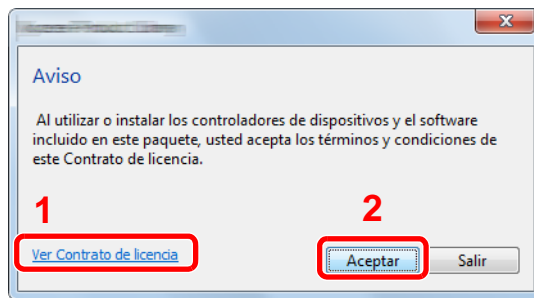 Aviso
Al utilizar o instalar los controladores de dispositivos y el software
incluido en este paquete, usted acepta los términos y condiciones de
este Contrato de licencia.
1
2
Ver Contrato de licencia
Aceptar
Salir